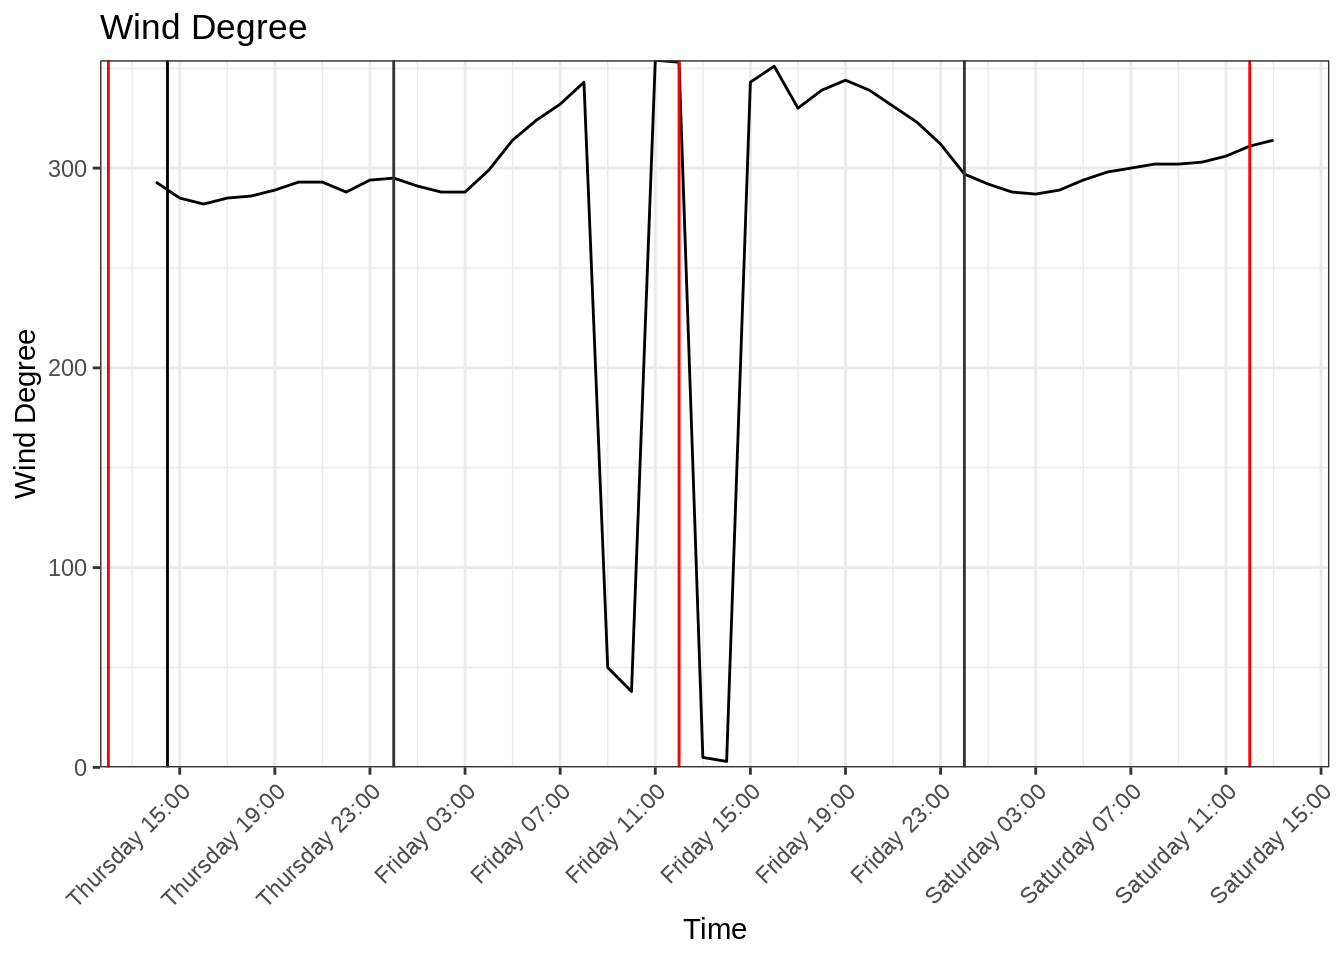 Wind Degree
Wind Degree
300
200
100
0
Thursday 15:00
Thursday 19:00
Thursday 23:00
Friday 03:00
Friday 07:00
Friday 11:00
Friday 15:00
Friday 19:00
Friday 23:00
Saturday 03:00
Saturday 07:00
Saturday 11:00
Saturday 15:00
Time